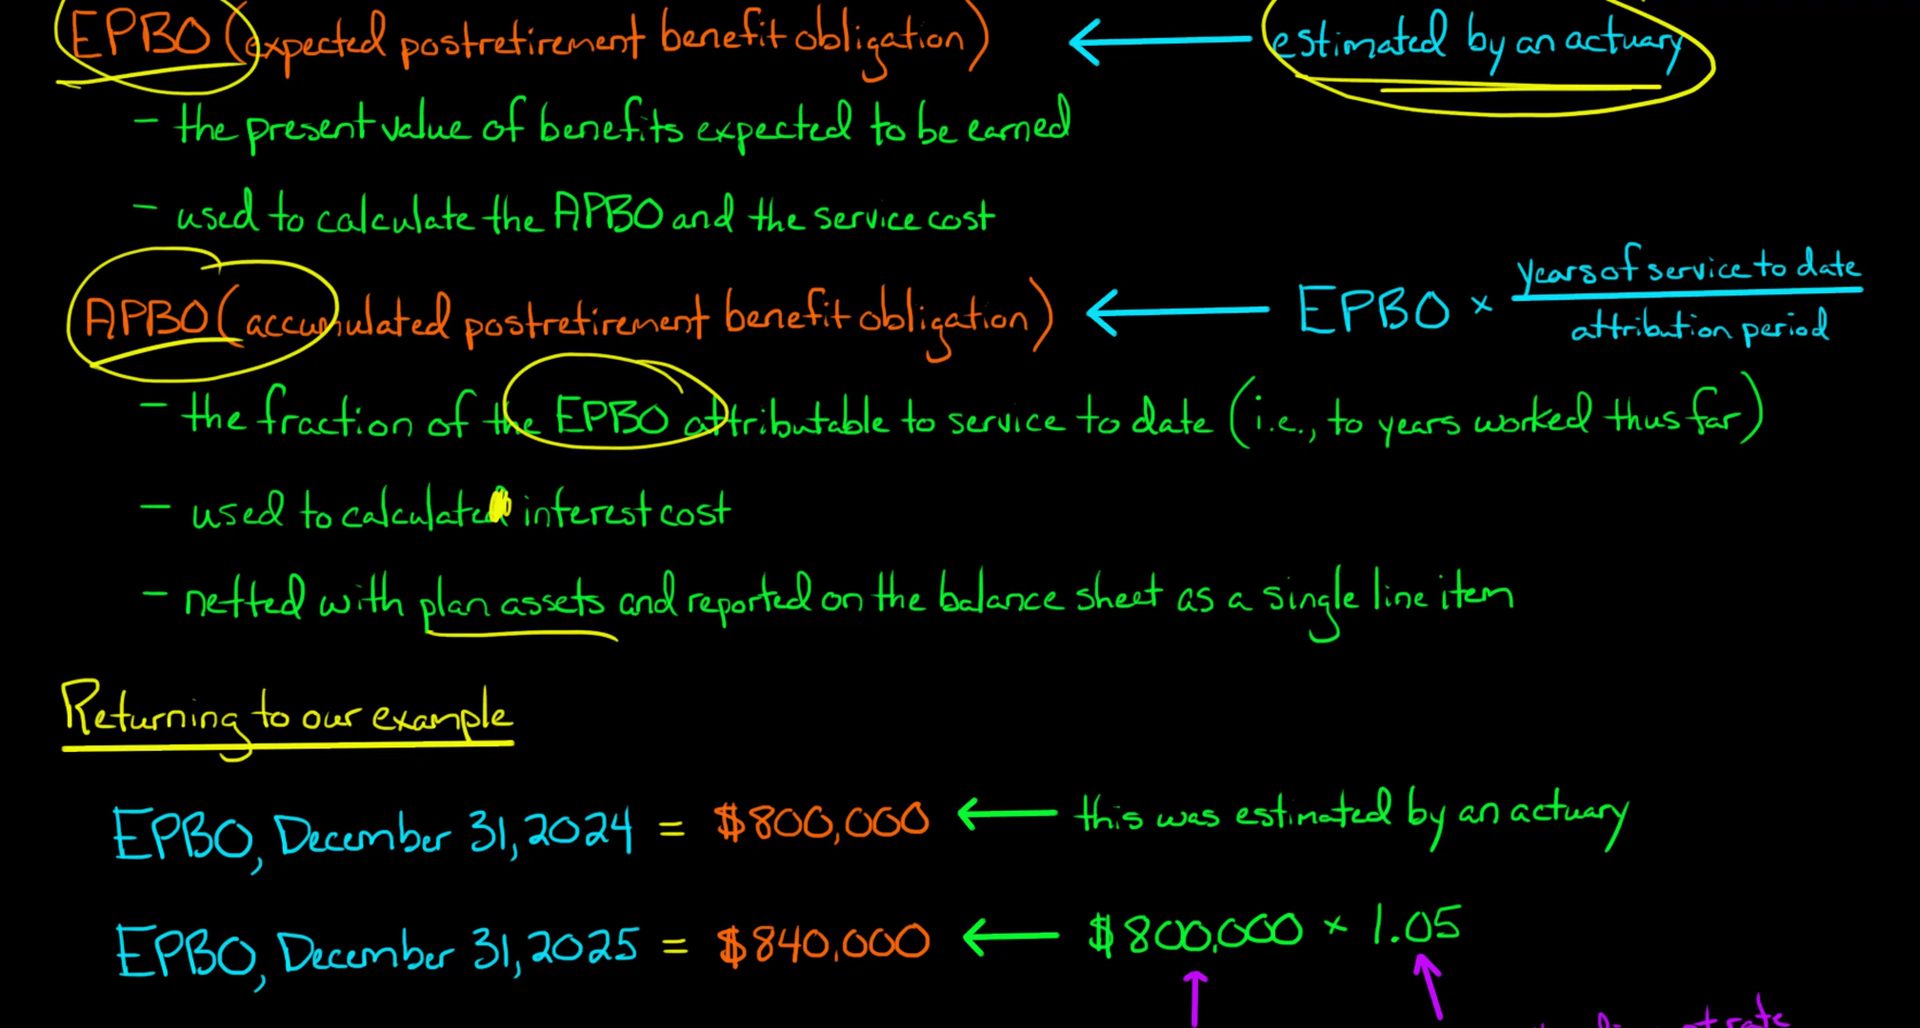 EPBO (expected postretirement benefit obligation) ← estimated by an actuary
- the present value of benefits expected to be earned
- used to calculate the APBO and the service cost
APBO (accumulated postretirement benefit obligation) ← EPBO × years of service to date / attribution period
- the fraction of the EPBO attributable to service to date (i.e., to years worked thus far)
- used to calculate interest cost
- netted with plan assets and reported on the balance sheet as a single line item
Returning to our example
EPBO, December 31, 2024 = $800,000 ← this was estimated by an actuary
EPBO, December 31, 2025 = $840,000 ← $800,000 × 1.05
rate